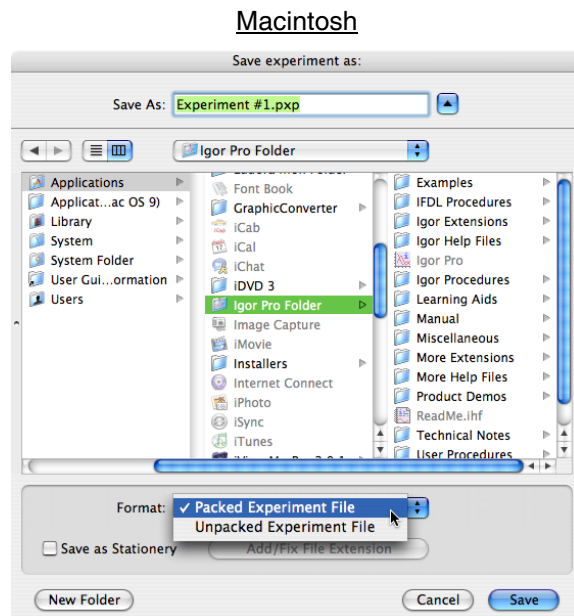 Macintosh
Save experiment as:
Save As: Experiment #1.pxp
Igor Pro Folder
Applications
Applicat...ac OS 9)
Library
System
System Folder
User Gui...ormation
Users
Font Book
GraphicConverter
iCab
iCal
iChat
iDVD 3
Igor Pro Folder
Image Capture
iMovie
Installers
Internet Connect
iPhoto
iSync
iTunes
Examples
IFDL Procedures
Igor Extensions
Igor Help Files
Igor Pro
Igor Procedures
Learning Aids
Manual
Miscellaneous
More Extensions
More Help Files
Product Demos
ReadMe.ihf
Technical Notes
User Procedures
Format: ✓ Packed Experiment File
Unpacked Experiment File
Save as Stationery
Add/Fix File Extension
New Folder
Cancel
Save